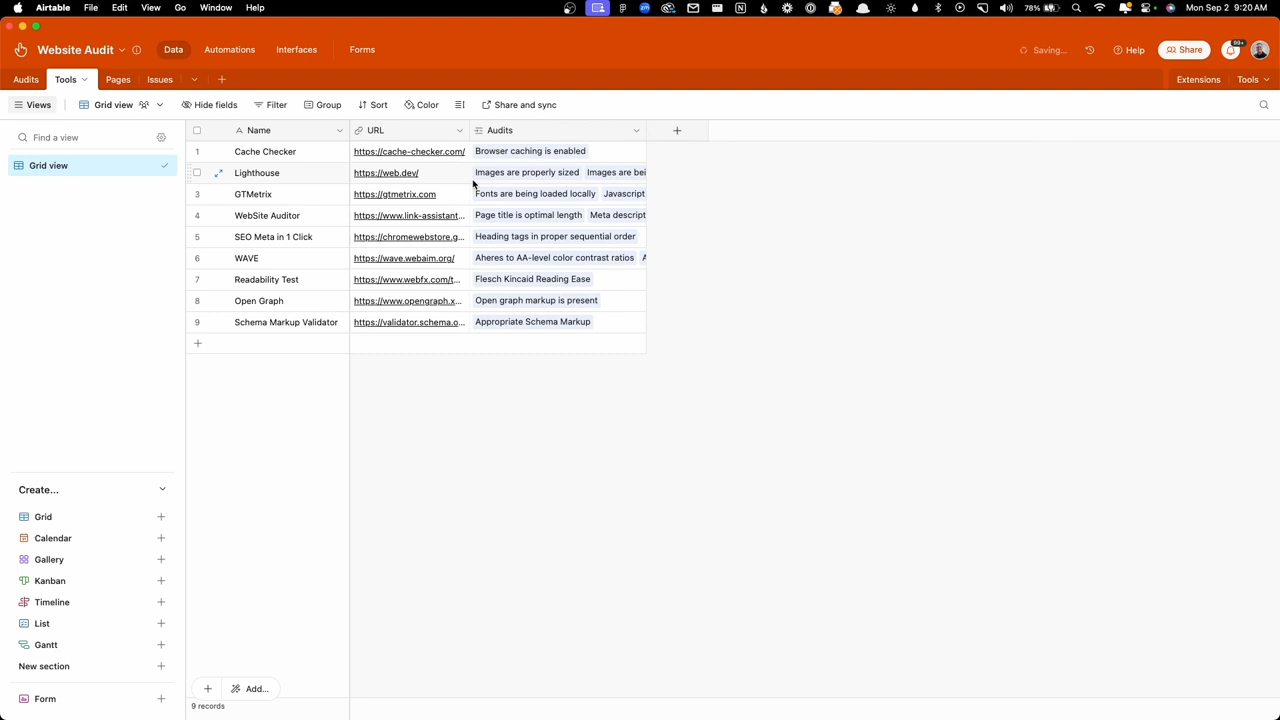 Airtable File Edit View Go Window Help 78% Mon Sep 2 9:20 AM
Website Audit Data Automations Interfaces Forms Saving... Help Share 99+
Audits Tools Pages Issues Extensions Tools
Views Grid view Hide fields Filter Group Sort Color Share and sync
Find a view
Grid view
Name URL Audits
1 Cache Checker https://cache-checker.com/ Browser caching is enabled
Lighthouse https://web.dev/ Images are properly sized Images are bei
3 GTMetrix https://gtmetrix.com Fonts are being loaded locally Javascript
4 WebSite Auditor https://www.link-assistant... Page title is optimal length Meta descript
5 SEO Meta in 1 Click https://chromewebstore.g... Heading tags in proper sequential order
6 WAVE https://wave.webaim.org/ Aheres to AA-level color contrast ratios A
7 Readability Test https://www.webfx.com/t... Flesch Kincaid Reading Ease
8 Open Graph https://www.opengraph.x... Open graph markup is present
9 Schema Markup Validator https://validator.schema.o... Appropriate Schema Markup
Create...
Grid
Calendar
Gallery
Kanban
Timeline
List
Gantt
New section
Form
Add...
9 records